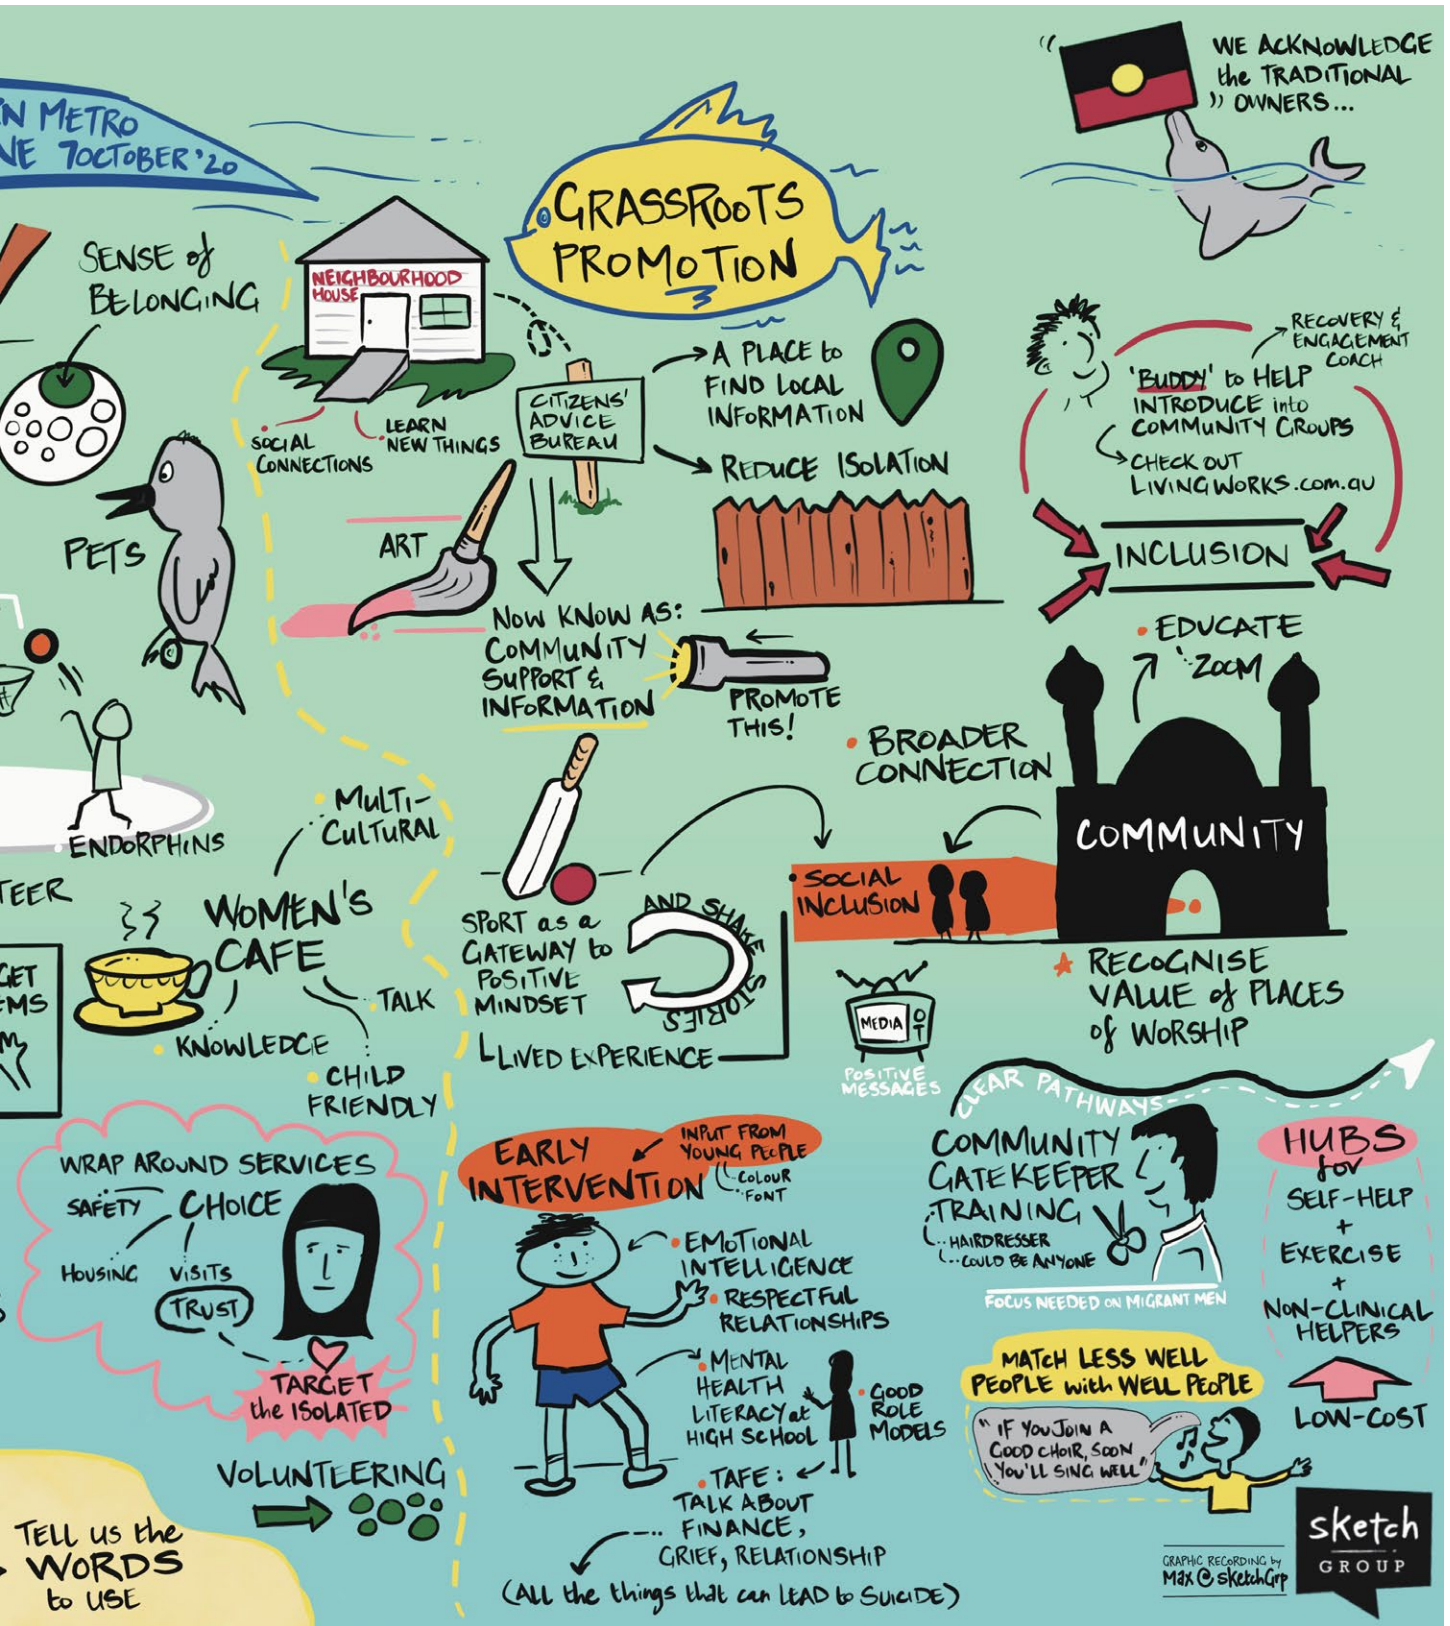 N METRO
NE 7OCTOBER '20
SENSE of
BELONGING
PETS
ENDORPHINS
TEER
GET
EMS
MULTI-
CULTURAL
WOMEN'S
CAFE
TALK
KNOWLEDGE
CHILD
FRIENDLY
WRAP AROUND SERVICES
SAFETY
CHOICE
HOUSING
VISITS
TRUST
TARGET
the ISOLATED
VOLUNTEERING
TELL US the
WORDS
to USE
NEIGHBOURHOOD
HOUSE
SOCIAL
CONNECTIONS
LEARN
NEW THINGS
ART
GRASSROOTS
PROMOTION
CITIZENS'
ADVICE
BUREAU
A PLACE to
FIND LOCAL
INFORMATION
REDUCE ISOLATION
NOW KNOW AS:
COMMUNITY
SUPPORT &
INFORMATION
PROMOTE
THIS!
SPORT as a
GATEWAY to
POSITIVE
MINDSET
AND SHAKE STORIES
LIVED EXPERIENCE
BROADER
CONNECTION
SOCIAL
INCLUSION
MEDIA
POSITIVE
MESSAGES
WE ACKNOWLEDGE
the TRADITIONAL
OWNERS...
RECOVERY &
ENGAGEMENT
COACH
'BUDDY' to HELP
INTRODUCE into
COMMUNITY GROUPS
CHECK OUT
LIVINGWORKS.com.au
INCLUSION
EDUCATE
ZOOM
COMMUNITY
RECOGNISE
VALUE of PLACES
of WORSHIP
EARLY
INTERVENTION
INPUT FROM
YOUNG PEOPLE
COLOUR
FONT
EMOTIONAL
INTELLIGENCE
RESPECTFUL
RELATIONSHIPS
MENTAL
HEALTH
LITERACY at
HIGH SCHOOL
GOOD
ROLE
MODELS
TAFE:
TALK ABOUT
FINANCE,
GRIEF, RELATIONSHIP
(ALL the things that can LEAD to SUICIDE)
CLEAR PATHWAYS
COMMUNITY
GATEKEEPER
TRAINING
HAIRDRESSER
COULD BE ANYONE
FOCUS NEEDED ON MIGRANT MEN
HUBS
for
SELF-HELP
+
EXERCISE
+
NON-CLINICAL
HELPERS
LOW-COST
MATCH LESS WELL
PEOPLE with WELL PEOPLE
"IF YOU JOIN A
GOOD CHOIR, SOON
YOU'LL SING WELL"
GRAPHIC RECORDING by
MAX @ SketchGrp
sketch
GROUP